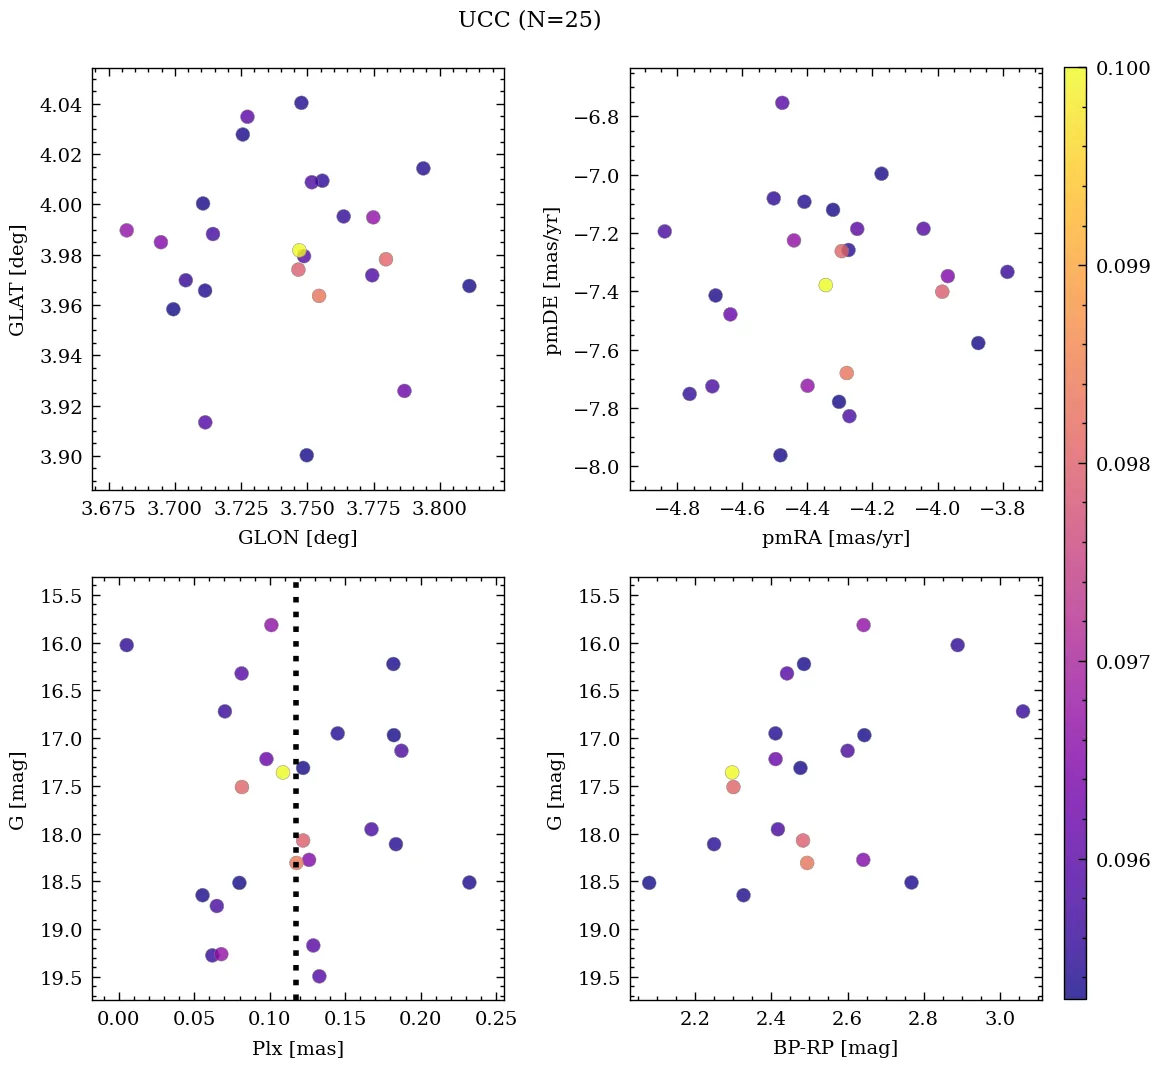 UCC (N=25)
4.04
4.02
4.00
3.98
3.96
3.94
3.92
3.90
GLAT [deg]
3.675 3.700 3.725 3.750 3.775 3.800
GLON [deg]
−6.8
−7.0
−7.2
−7.4
−7.6
−7.8
−8.0
pmDE [mas/yr]
−4.8 −4.6 −4.4 −4.2 −4.0 −3.8
pmRA [mas/yr]
15.5
16.0
16.5
17.0
17.5
18.0
18.5
19.0
19.5
G [mag]
0.00 0.05 0.10 0.15 0.20 0.25
Plx [mas]
15.5
16.0
16.5
17.0
17.5
18.0
18.5
19.0
19.5
G [mag]
2.2 2.4 2.6 2.8 3.0
BP-RP [mag]
0.100
0.099
0.098
0.097
0.096